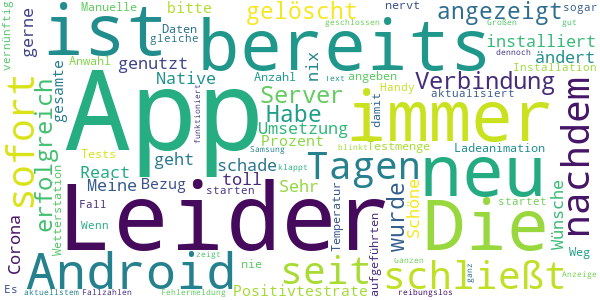 vernünftig
Manuelle
bitte
gelöscht
geschlossen
nervt
angezeigt
sogar
gerne
ist
Daten
gleiche
bereits
Großen
gut
installiert
gesamte
Anwahl
genutzt
nix
Anzahl
angeben
Handy
ändert
Installation
sofort
erfolgreich
App
Native
Server
Text
damit
aktualisiert
Verbindung
dennoch
nachdem
funktioniert
Habe
Umsetzung
immer
Ladeanimation
Tests
React
geht
Prozent
blinkt
Testmenge
Wetterstation
Meine
Bezug
schade
Samsung
klappt
Tagen
neu
startet
Wünsche
Corona
Leider
toll
starten
Sehr
Temperatur
aufgeführten
wurde
Schöne
Die
Weg
Wenn
Fall
Android
nie
seit
Ganzen
schließt
ganz
Anzeige
Es
aktuellstem
Fallzahlen
zeigt
Fehlermeldung
Positivtestrate
reibungslos